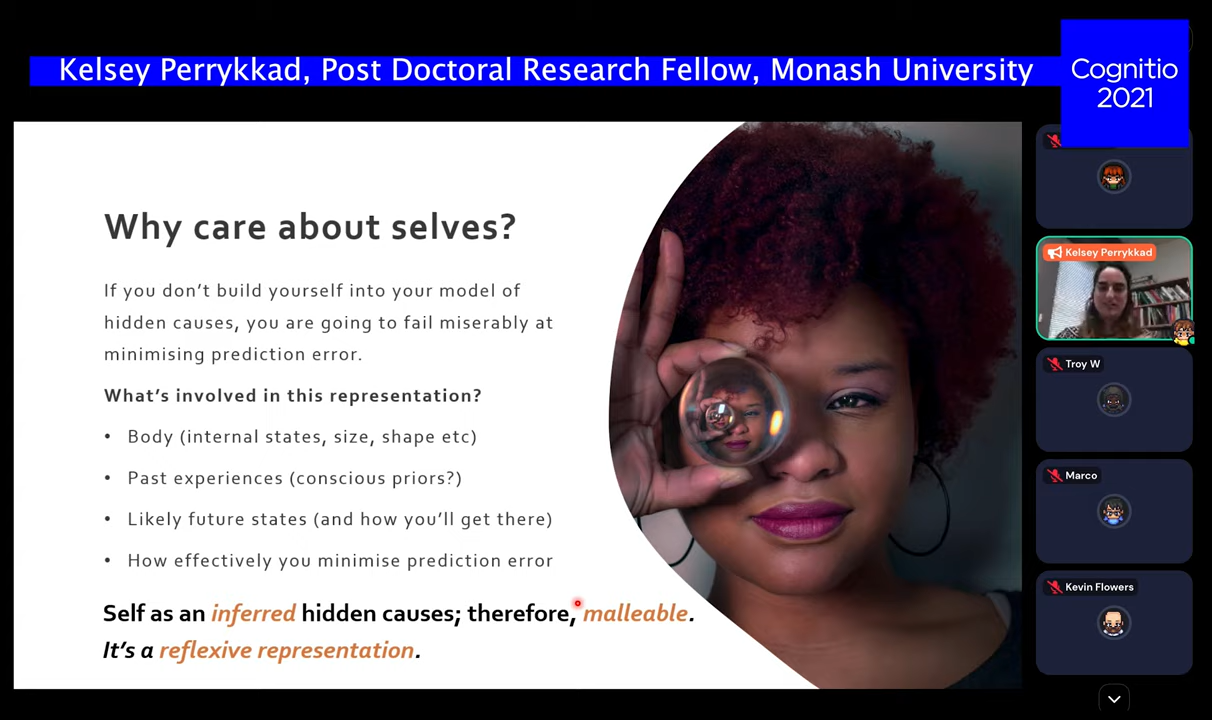 Kelsey Perrykkad, Post Doctoral Research Fellow, Monash University
Cognitio
2021
Why care about selves?
If you don't build yourself into your model of
hidden causes, you are going to fail miserably at
minimising prediction error.
What's involved in this representation?
• Body (internal states, size, shape etc)
• Past experiences (conscious priors?)
• Likely future states (and how you'll get there)
• How effectively you minimise prediction error
Self as an inferred hidden causes; therefore, malleable.
It's a reflexive representation.
Kelsey Perrykkad
Troy W
Marco
Kevin Flowers